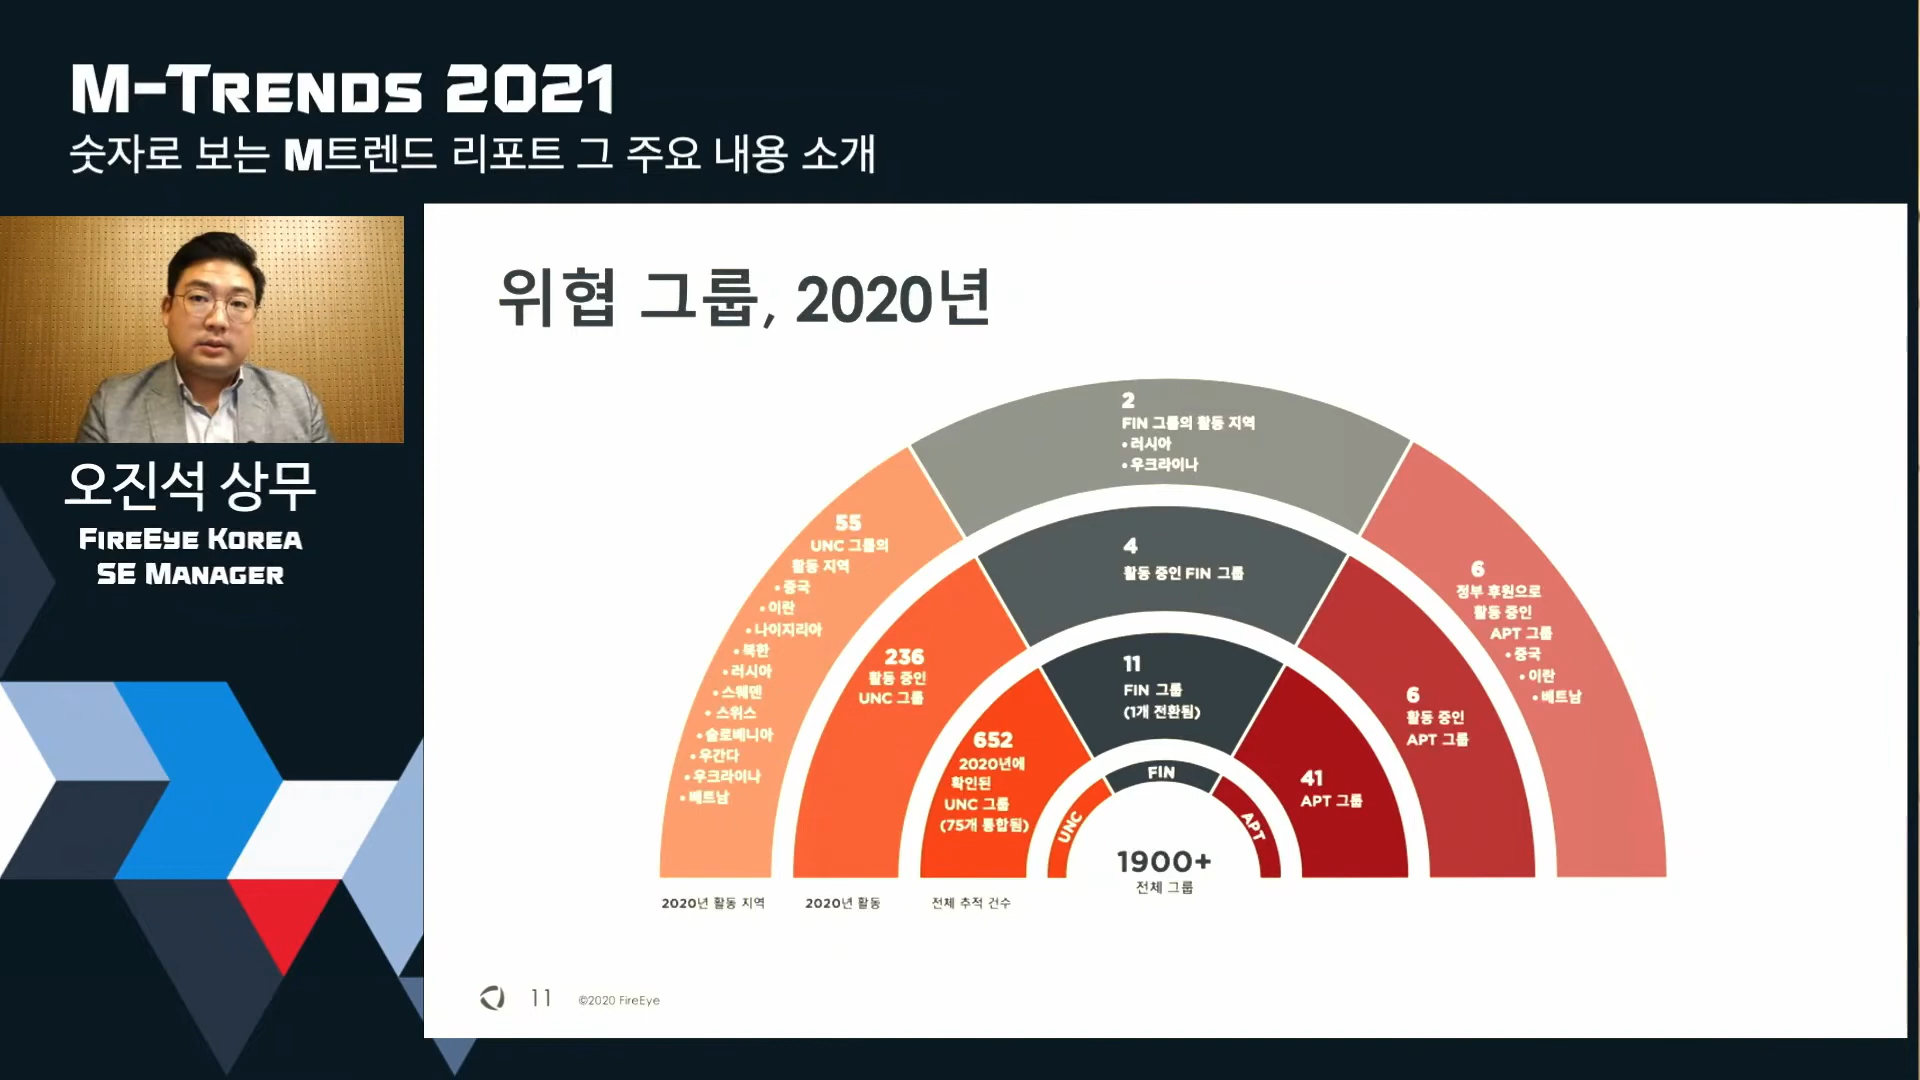 M-Trends 2021
숫자로 보는 M트렌드 리포트 그 주요 내용 소개
오진석 상무
FireEye Korea
SE Manager
위협 그룹, 2020년
2
FIN 그룹의 활동 지역
• 러시아
• 우크라이나
4
활동 중인 FIN 그룹
11
FIN 그룹
(1개 전환됨)
FIN
55
UNC 그룹의
활동 지역
• 중국
• 이란
• 나이지리아
• 북한
• 러시아
• 스웨덴
• 스위스
• 슬로베니아
• 우간다
• 우크라이나
• 베트남
236
활동 중인
UNC 그룹
652
2020년에
확인된
UNC 그룹
(75개 통합됨)
UNC
6
정부 후원으로
활동 중인
APT 그룹
• 중국
• 이란
• 베트남
6
활동 중인
APT 그룹
41
APT 그룹
APT
1900+
전체 그룹
2020년 활동 지역
2020년 활동
전체 추적 건수
11
©2020 FireEye